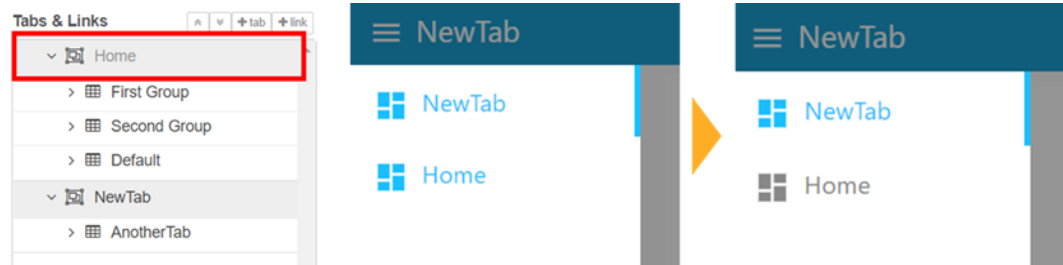 Tabs & Links
+ tab
+ link
Home
First Group
Second Group
Default
NewTab
AnotherTab
NewTab
NewTab
Home
NewTab
NewTab
Home